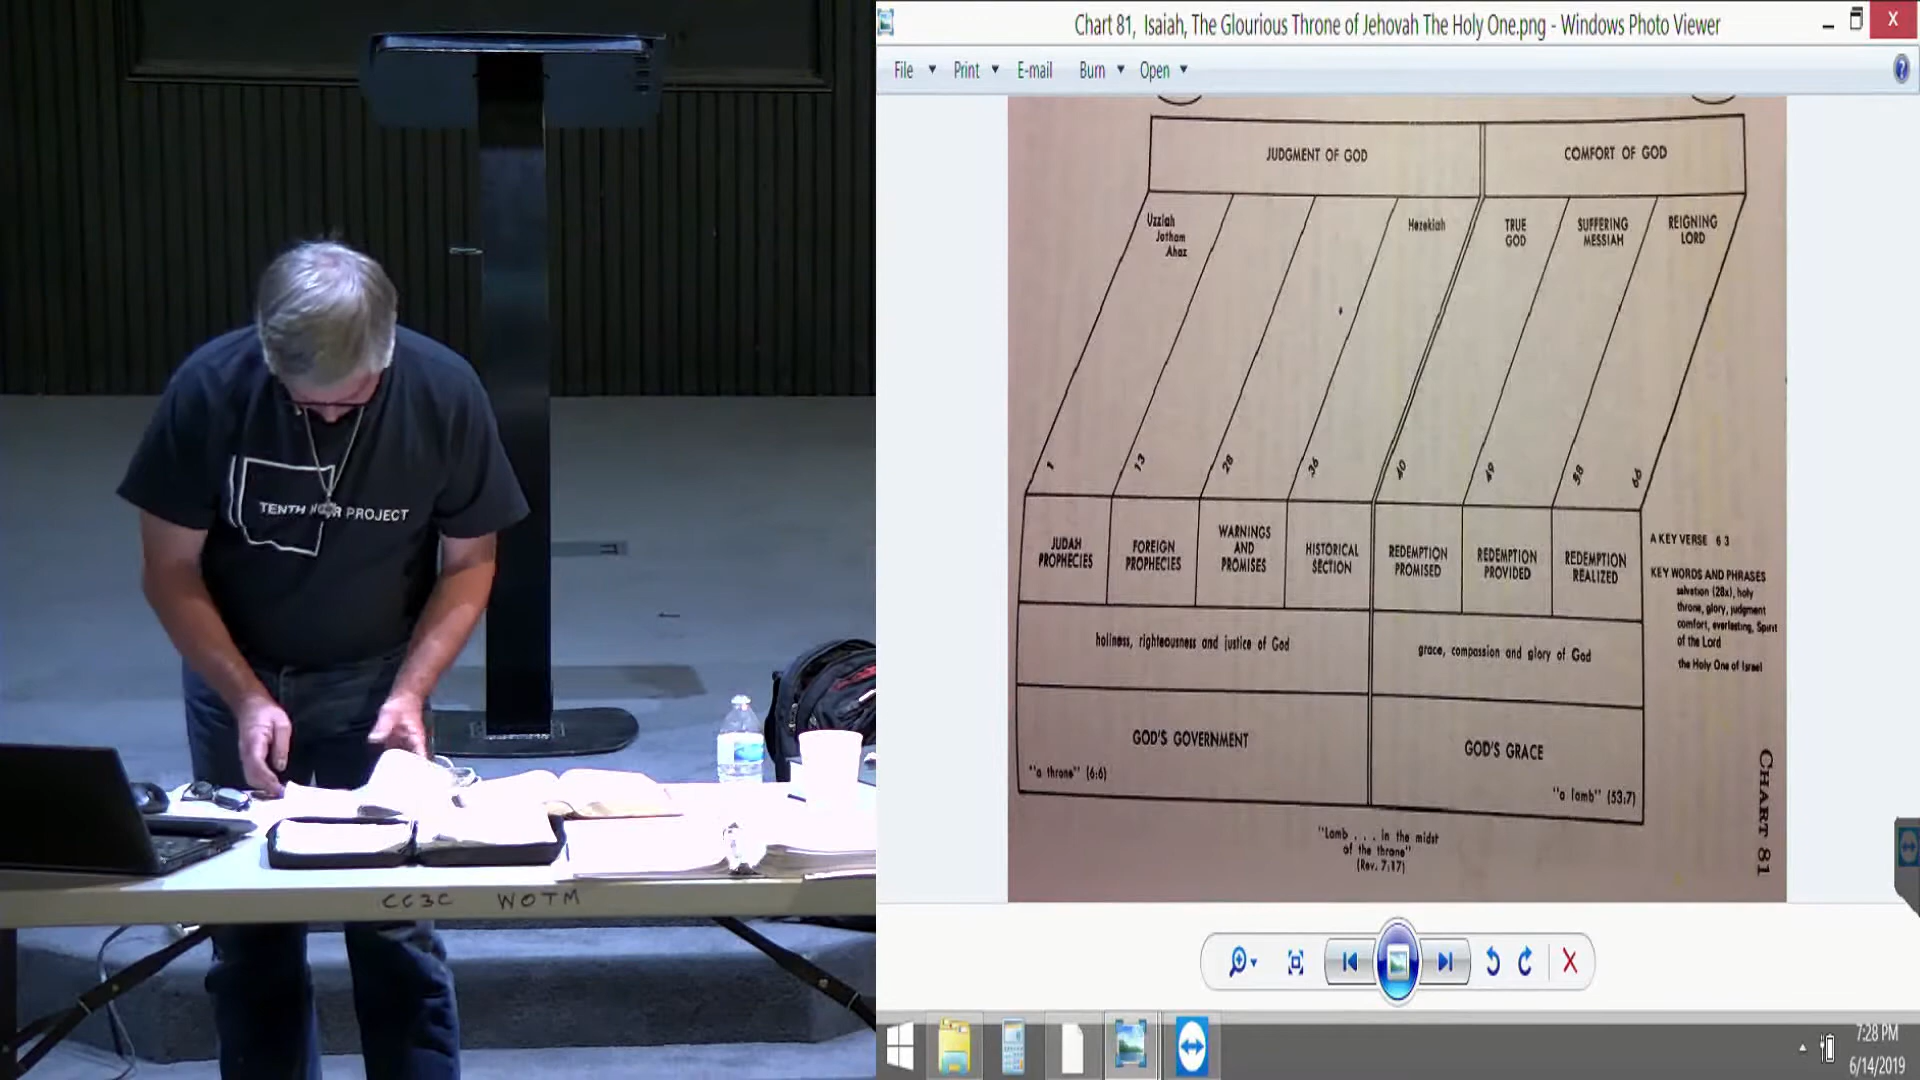 TENTH HOUR PROJECT
CC3C WOTM
Chart 81, Isaiah, The Glourious Throne of Jehovah The Holy One.png - Windows Photo Viewer
File Print E-mail Burn Open
JUDGMENT OF GOD
COMFORT OF GOD
Uzziah
Jotham
Ahaz
Hezekiah
TRUE
GOD
SUFFERING
MESSIAH
REIGNING
LORD
1 13 28 36 40 49 58 66
JUDAH
PROPHECIES
FOREIGN
PROPHECIES
WARNINGS
AND
PROMISES
HISTORICAL
SECTION
REDEMPTION
PROMISED
REDEMPTION
PROVIDED
REDEMPTION
REALIZED
A KEY VERSE 6 3
KEY WORDS AND PHRASES
salvation (28x), holy
throne, glory, judgment
comfort, everlasting, Spirit
of the Lord
the Holy One of Israel
holiness, righteousness and justice of God
grace, compassion and glory of God
GOD'S GOVERNMENT
GOD'S GRACE
"a throne" (6:6)
"a lamb" (53:7)
"Lamb . . . in the midst
of the throne"
(Rev. 7:17)
CHART 81
7:28 PM
6/14/2019